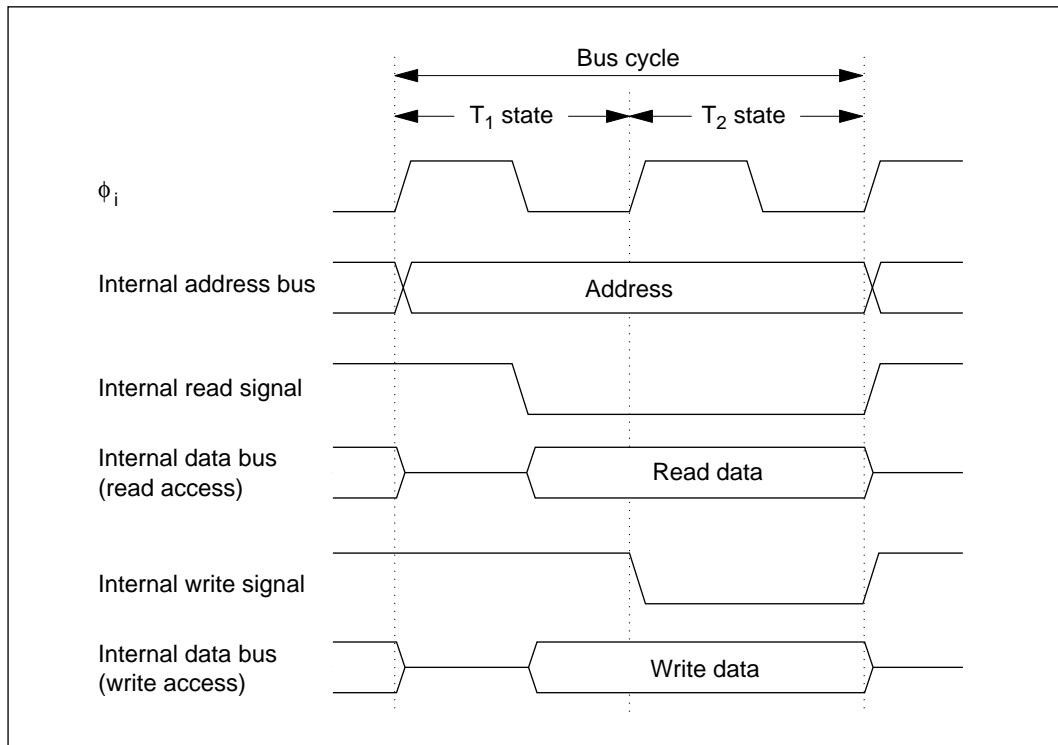 Bus cycle
T1 state
T2 state
ϕi
Internal address bus
Address
Internal read signal
Internal data bus
(read access)
Read data
Internal write signal
Internal data bus
(write access)
Write data